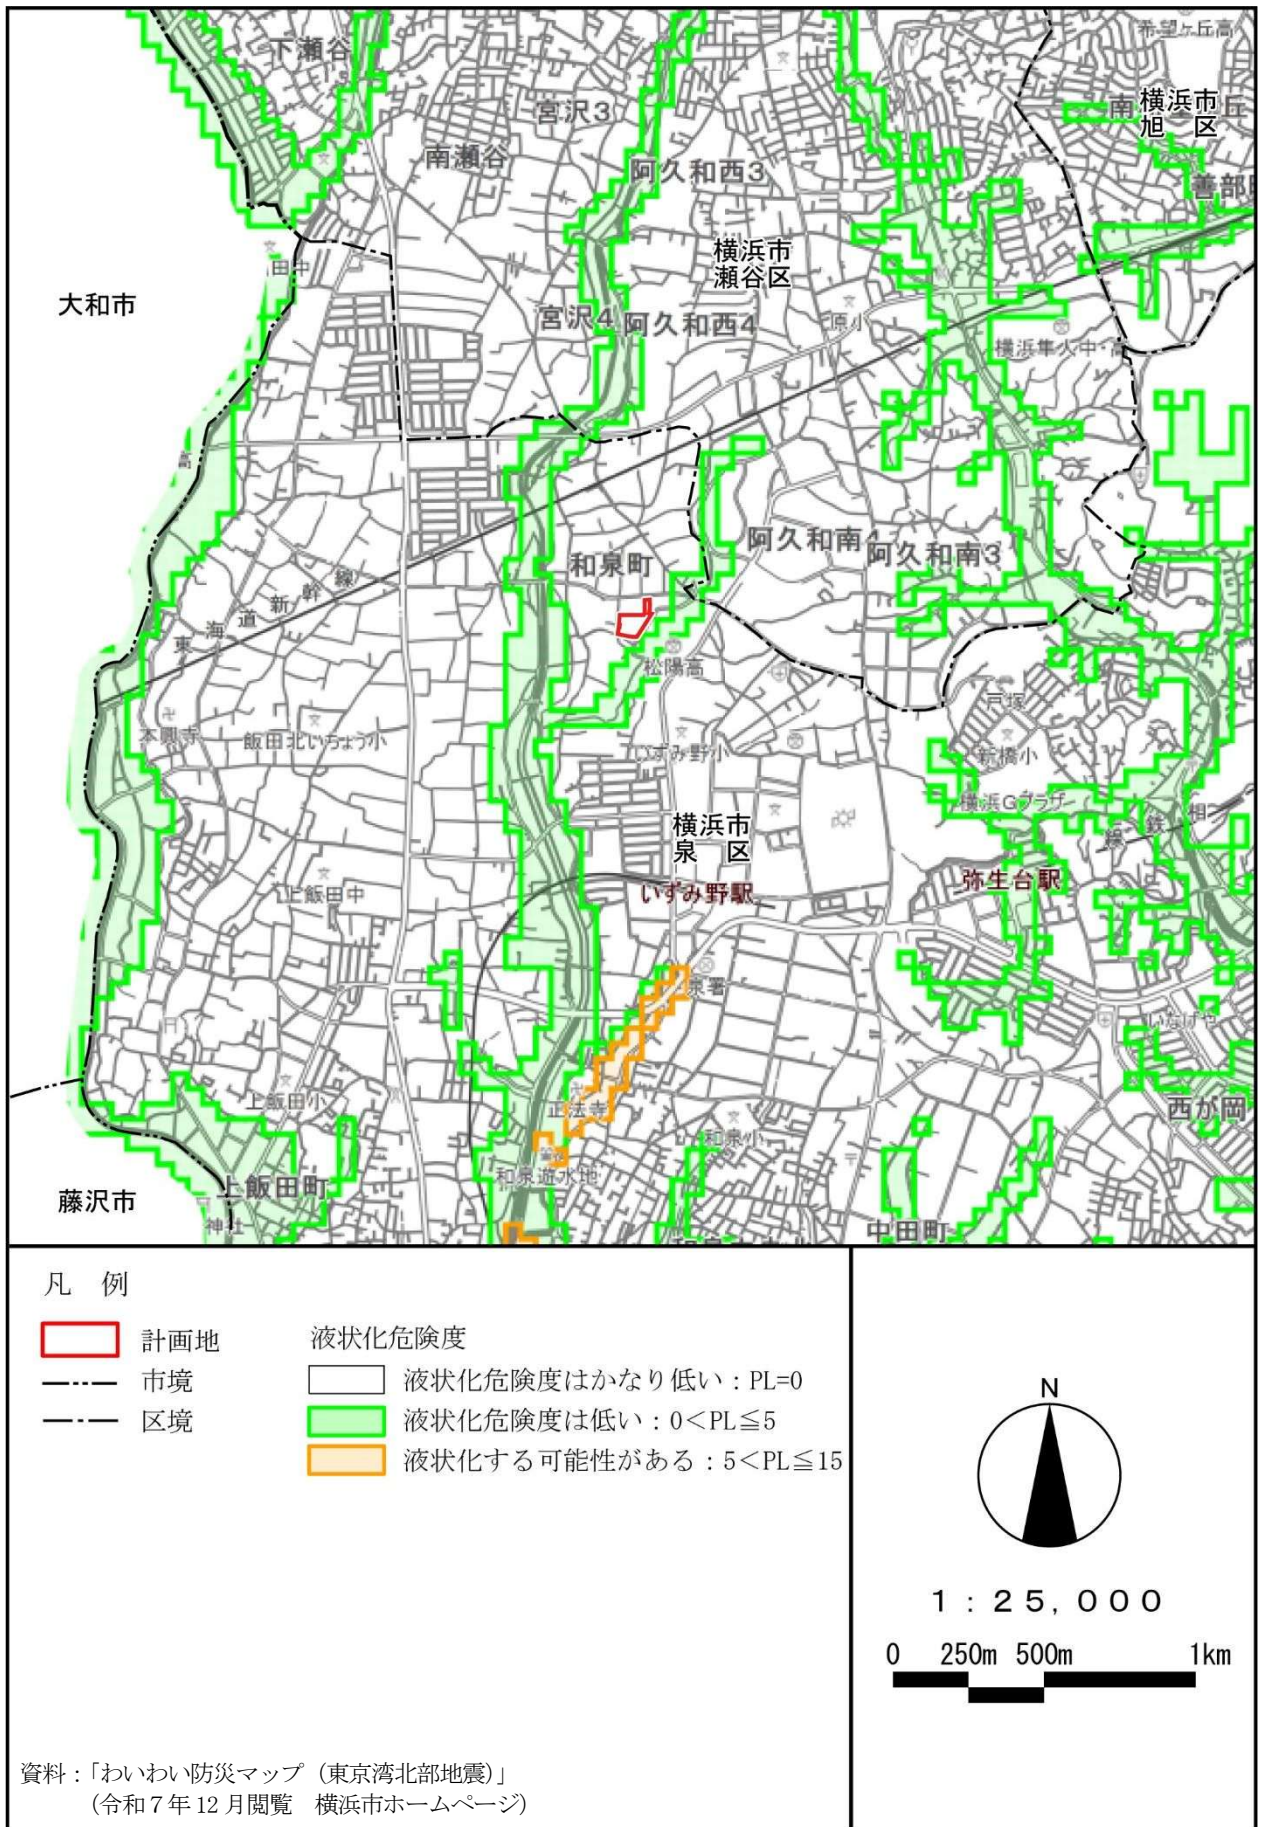 下瀬谷
希望ヶ丘高
宮沢3
横浜市
旭 区
南瀬谷
阿久和西3
横浜市
瀬谷区
田中
大和市
宮沢4
阿久和西4
原小
横浜隼人中・高
高
阿久和南4
阿久和南3
和泉町
東海道新幹線
松陽高
戸塚
本興寺
飯田北いちょう小
いずみ野小
新橋小
横浜Gプラザ
相鉄線
横浜市
泉 区
上飯田中
いずみ野駅
弥生台駅
泉署
いなげや
上飯田小
正法寺
和泉小
西が岡
和泉遊水地
上飯田町
藤沢市
神社
中田町
凡 例
計画地
市境
区境
液状化危険度
液状化危険度はかなり低い：PL=0
液状化危険度は低い：0＜PL≦5
液状化する可能性がある：5＜PL≦15
N
1：25,000
0 250m 500m 1km
資料：「わいわい防災マップ（東京湾北部地震）」
（令和7年12月閲覧 横浜市ホームページ）